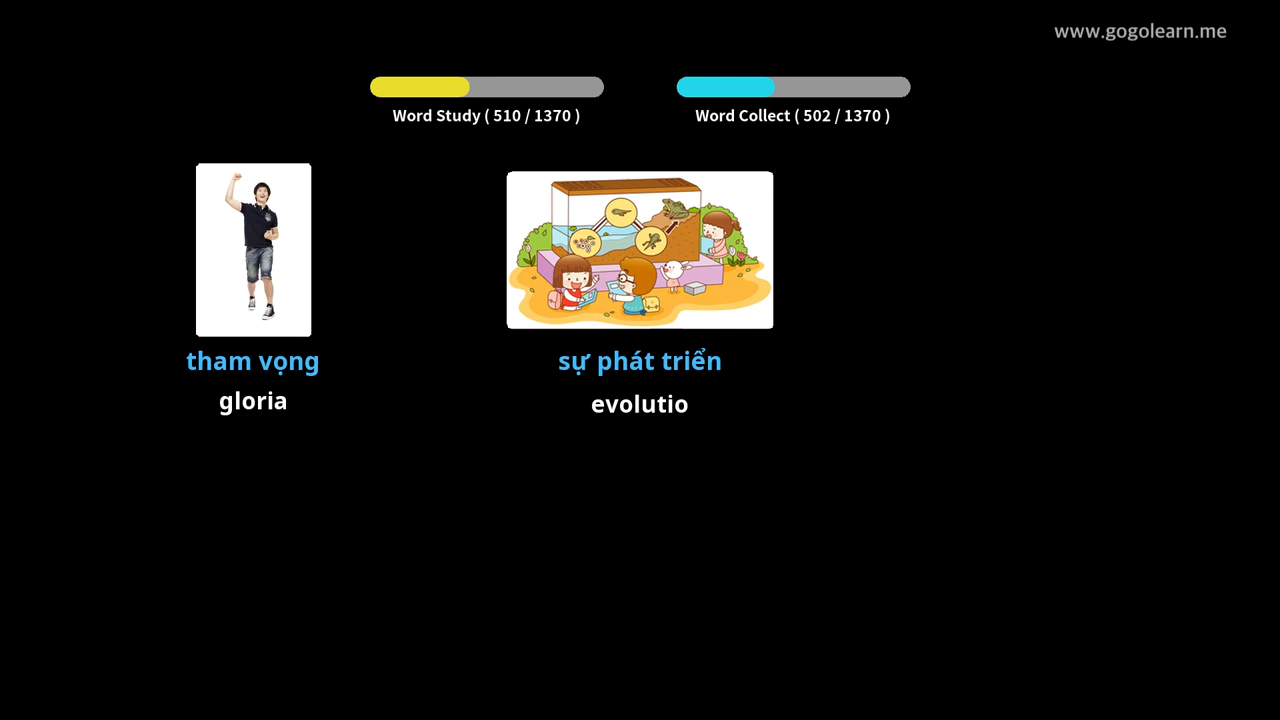 www.gogolearn.me
Word Study ( 510 / 1370 )
Word Collect ( 502 / 1370 )
tham vọng
gloria
sự phát triển
evolutio